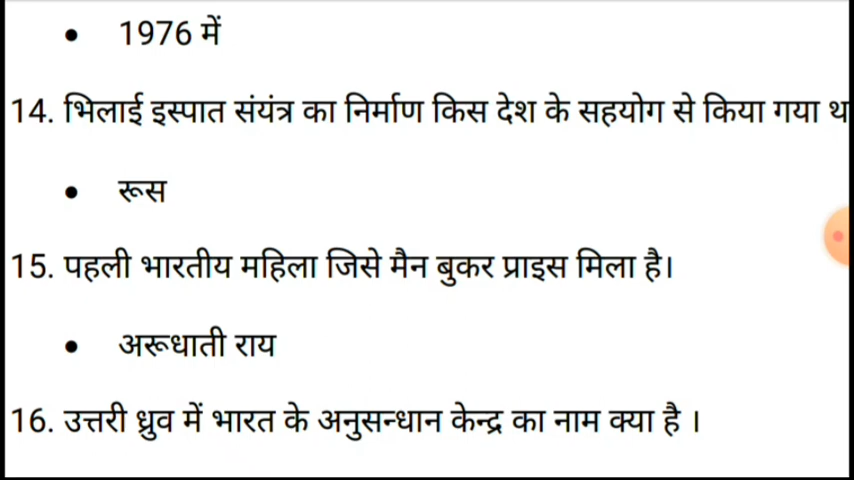 • 1976 में
14. भिलाई इस्पात संयंत्र का निर्माण किस देश के सहयोग से किया गया थ
• रूस
15. पहली भारतीय महिला जिसे मैन बुकर प्राइस मिला है।
• अरूधाती राय
16. उत्तरी ध्रुव में भारत के अनुसन्धान केन्द्र का नाम क्या है ।